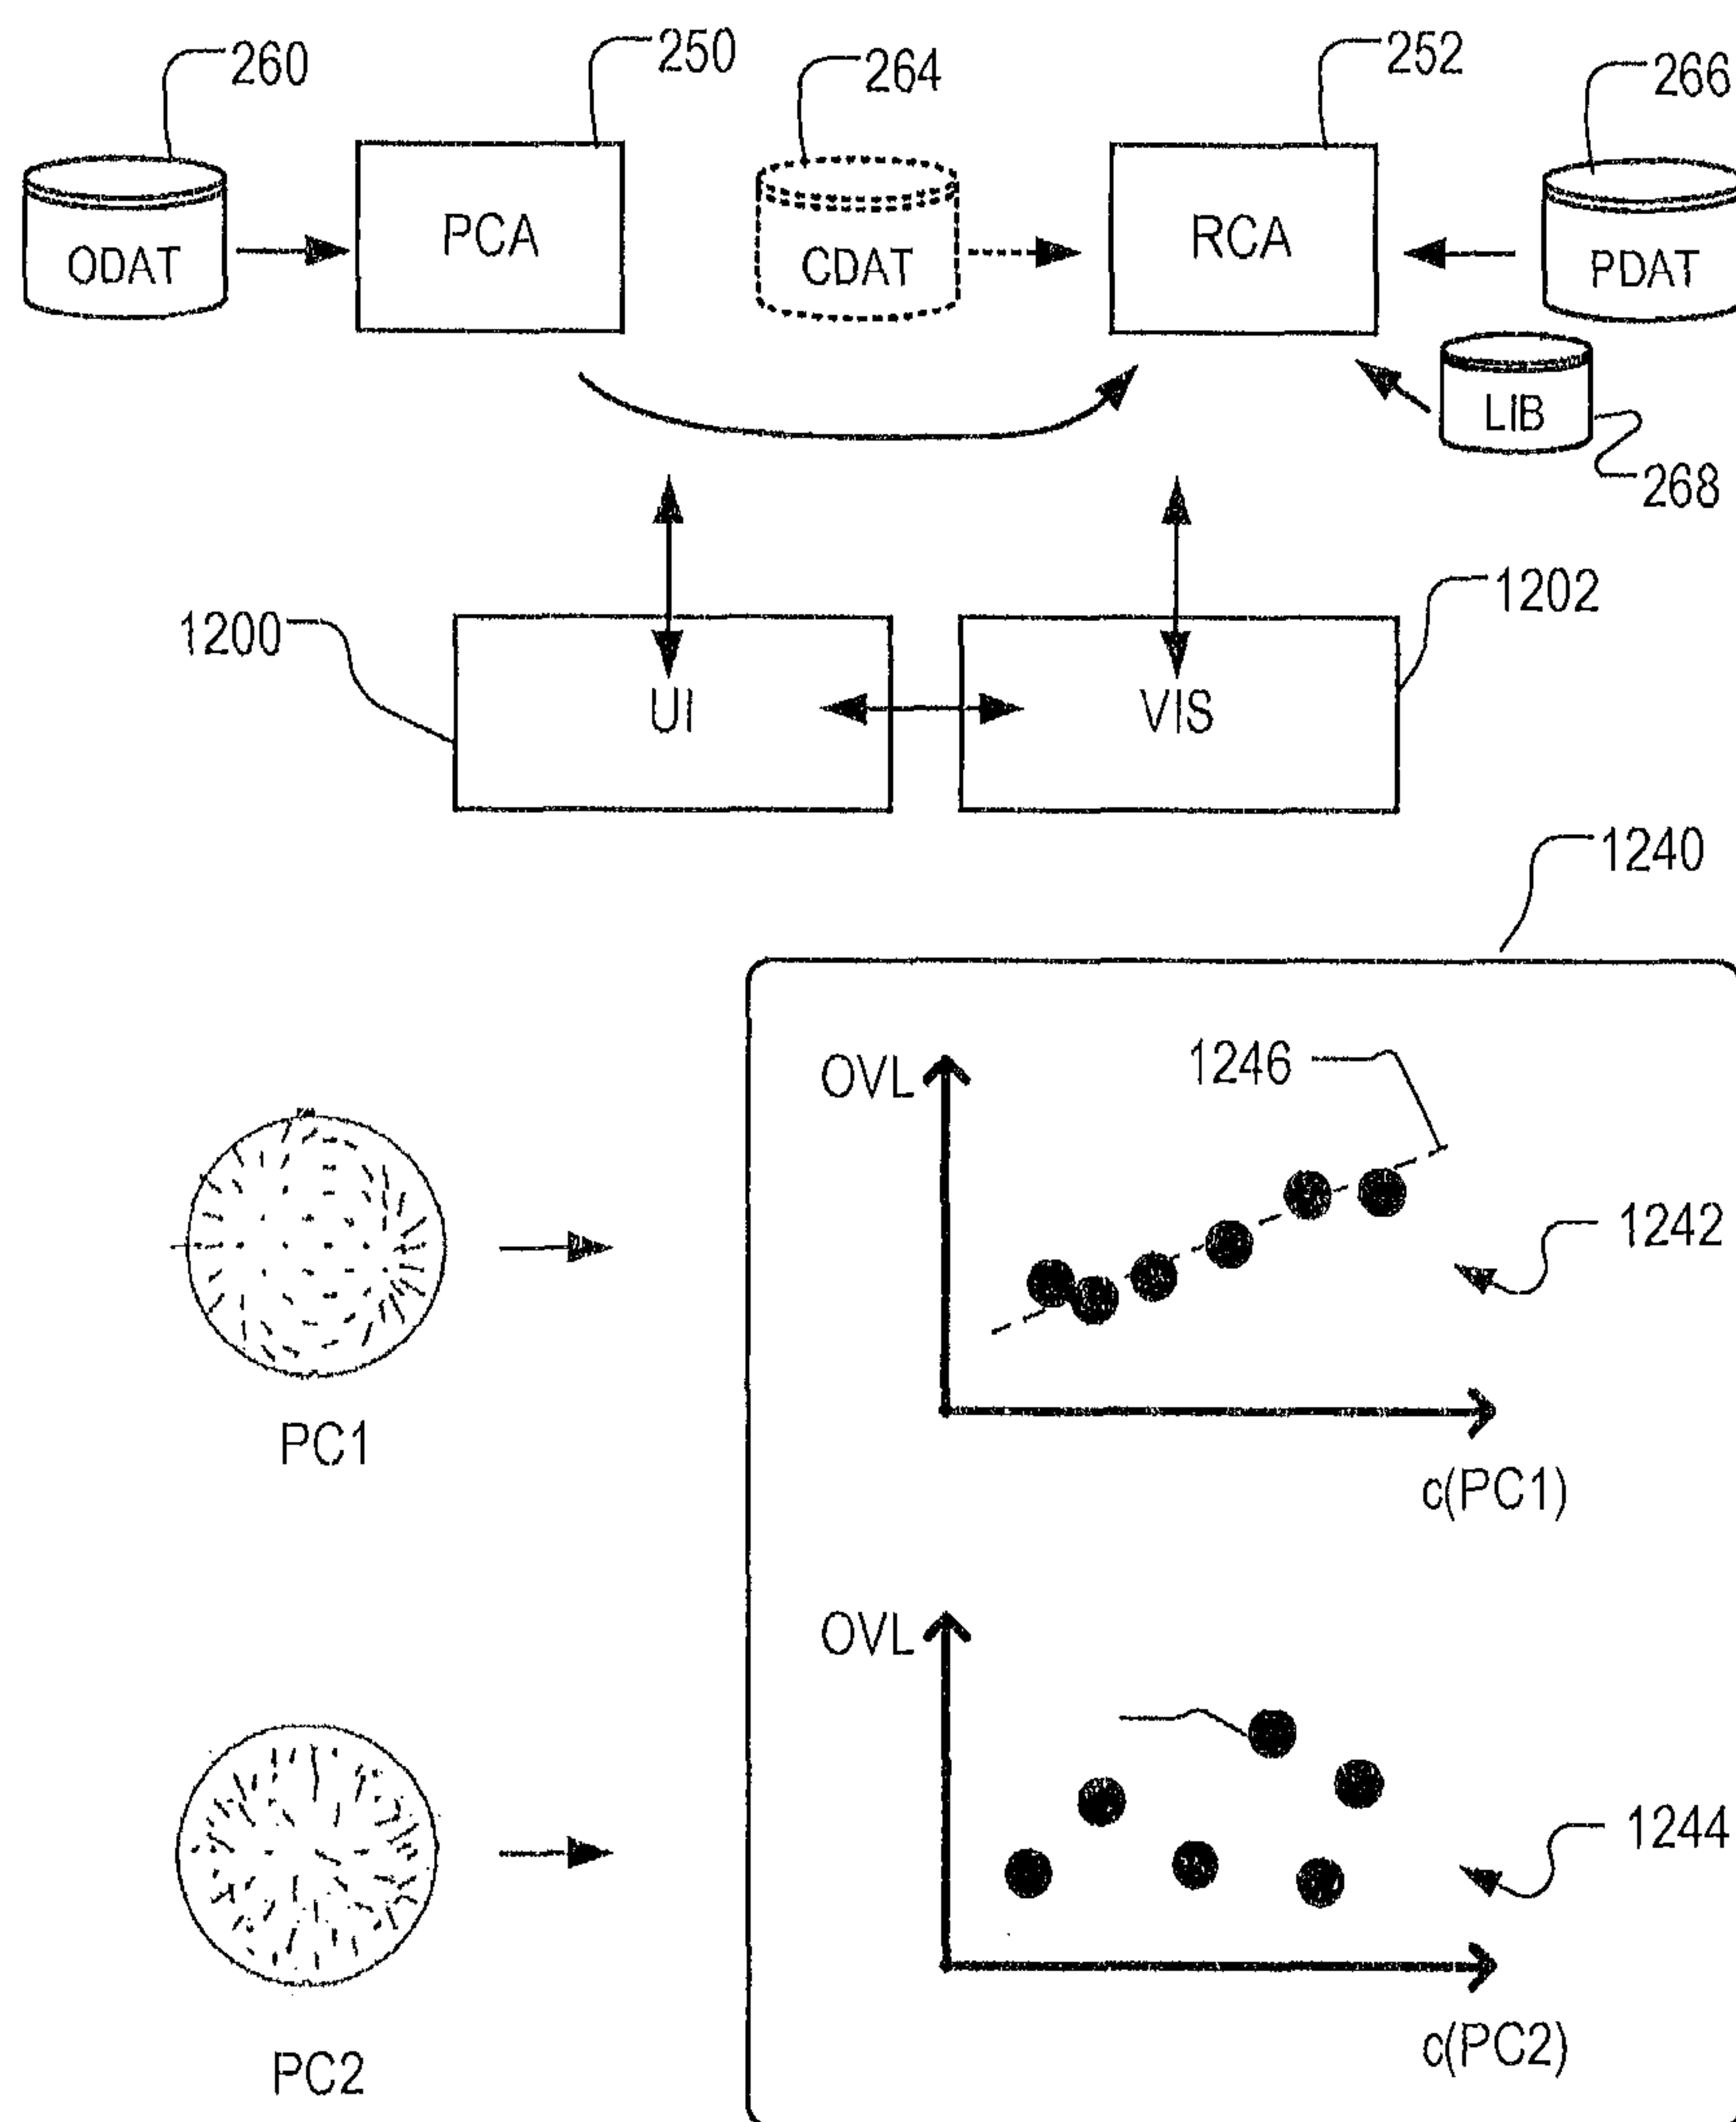 260
250
264
252
266
ODAT
PCA
CDAT
RCA
PDAT
LIB
268
1200
1202
UI
VIS
1240
OVL
1246
1242
PC1
c(PC1)
OVL
1244
PC2
c(PC2)